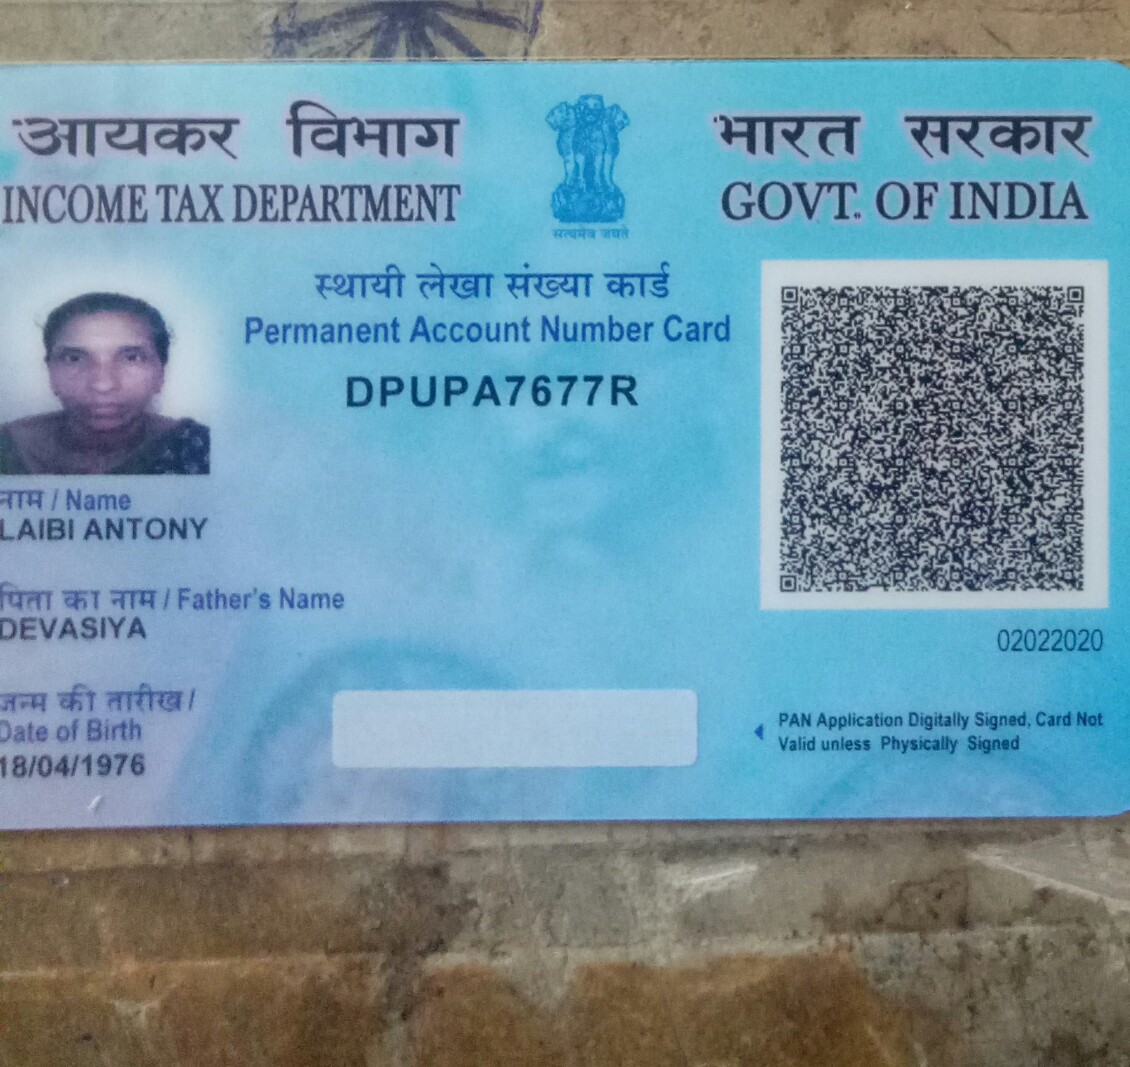 आयकर विभाग
INCOME TAX DEPARTMENT
सत्यमेव जयते
भारत सरकार
GOVT. OF INDIA
स्थायी लेखा संख्या कार्ड
Permanent Account Number Card
DPUPA7677R
नाम / Name
LAIBI ANTONY
पिता का नाम / Father's Name
DEVASIYA
02022020
जन्म की तारीख /
Date of Birth
18/04/1976
PAN Application Digitally Signed, Card Not
Valid unless Physically Signed